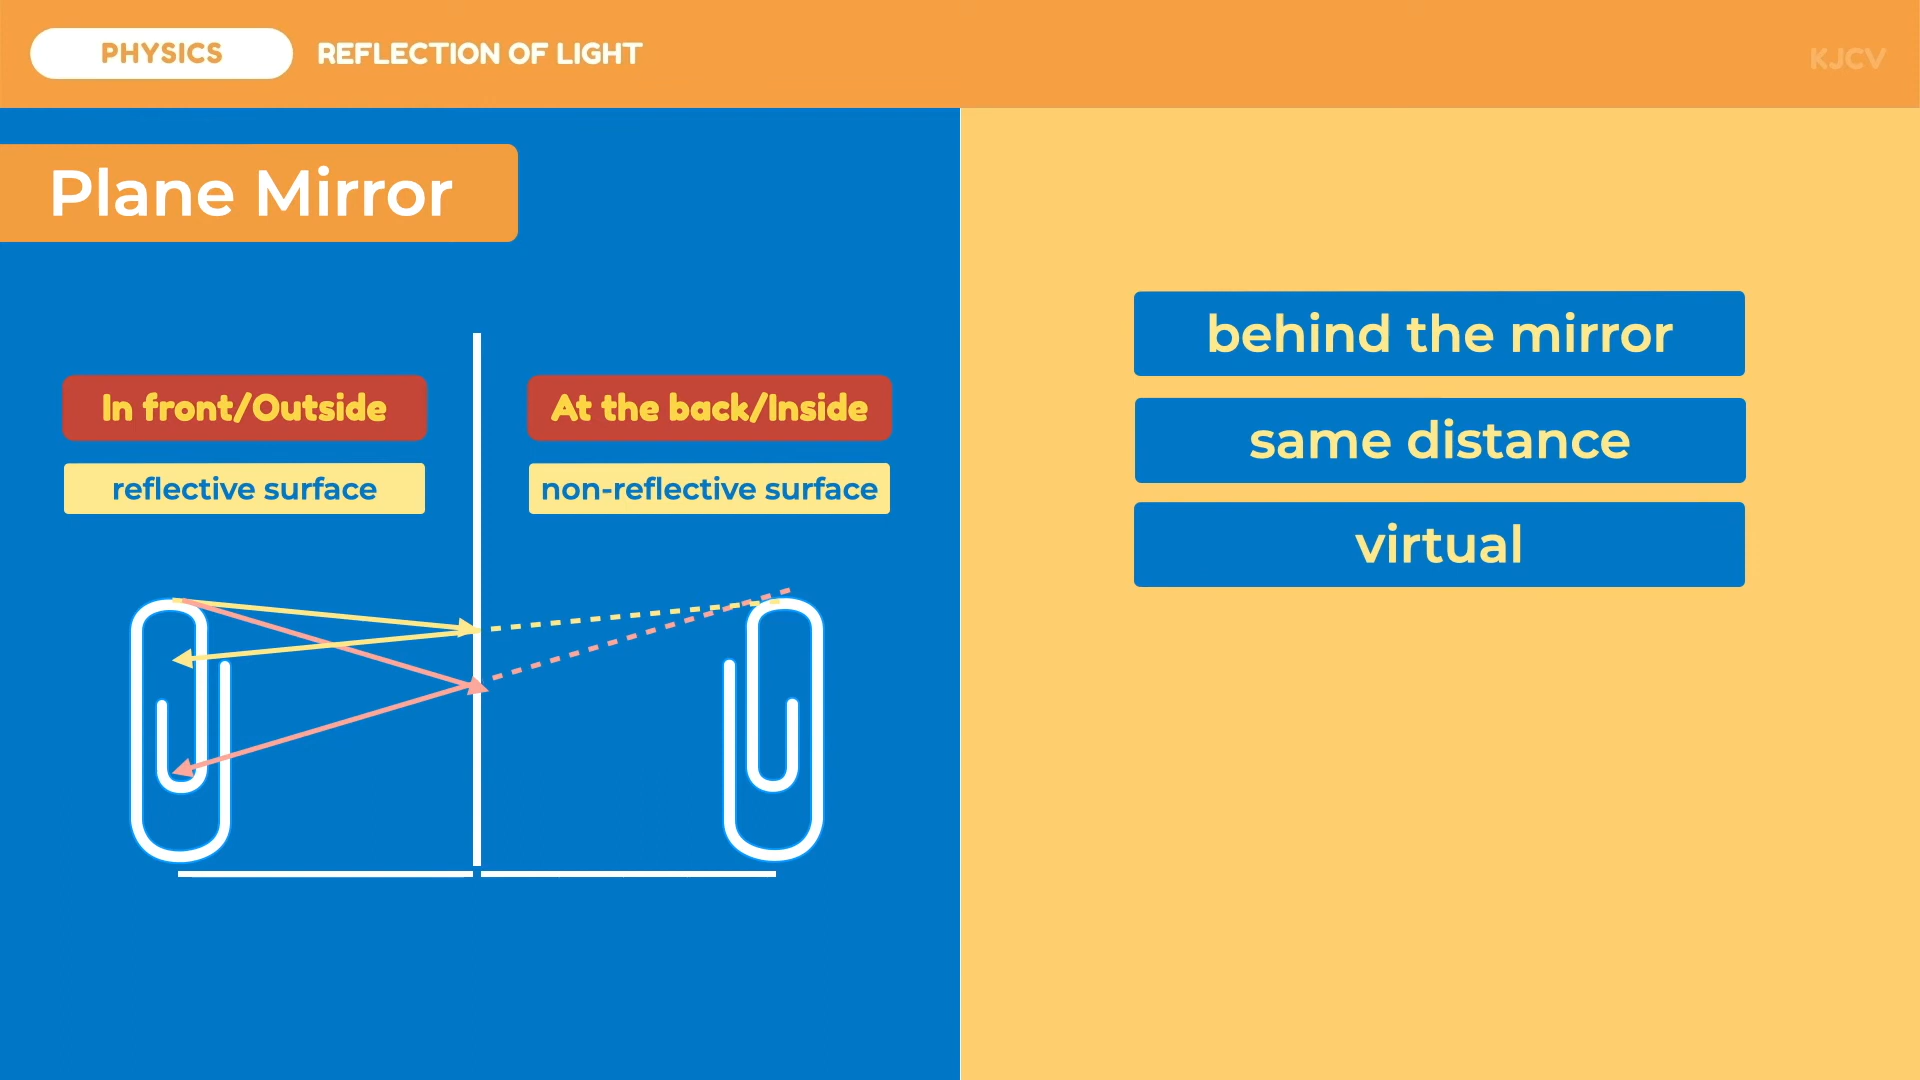 PHYSICS
REFLECTION OF LIGHT
KJCV
Plane Mirror
In front/Outside
At the back/Inside
reflective surface
non-reflective surface
behind the mirror
same distance
virtual